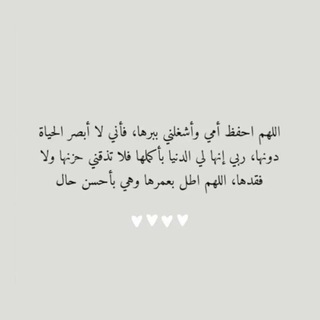 اللهم احفظ أمي وأشغلني ببرها، فأني لا أبصر الحياة
دونها، ربي إنها لي الدنيا بأكملها فلا تذقني حزنها ولا
فقدها، اللهم اطل بعمرها وهي بأحسن حال